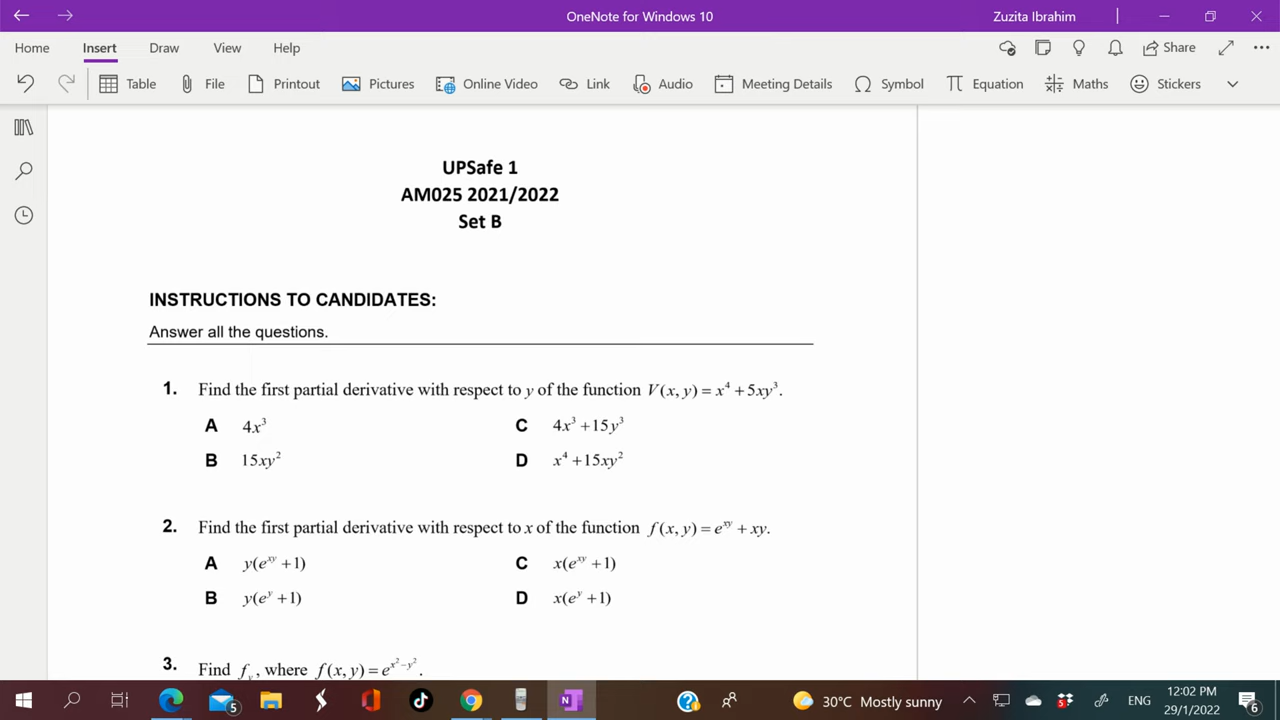 OneNote for Windows 10
Zuzita Ibrahim
Home Insert Draw View Help
Share
Table File Printout Pictures Online Video Link Audio Meeting Details Symbol Equation Maths Stickers
UPSafe 1
AM025 2021/2022
Set B
INSTRUCTIONS TO CANDIDATES:
Answer all the questions.
1. Find the first partial derivative with respect to y of the function V(x, y) = x⁴ + 5xy³.
A 4x³ C 4x³ + 15y³
B 15xy² D x⁴ + 15xy²
2. Find the first partial derivative with respect to x of the function f(x, y) = e^{xy} + xy.
A y(e^{xy} + 1) C x(e^{xy} + 1)
B y(e^{y} + 1) D x(e^{y} + 1)
3. Find f_y, where f(x, y) = e^{x²−y²}.
5
?
5
30°C Mostly sunny
ENG
12:02 PM
29/1/2022
6